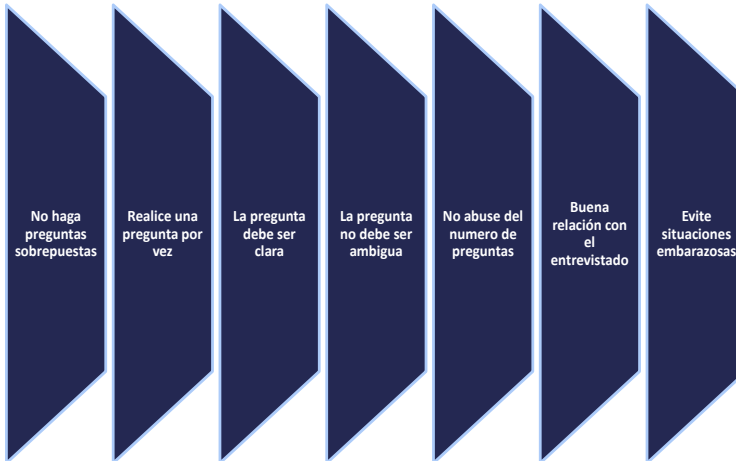 No haga
preguntas
sobrepuestas
Realice una
pregunta por
vez
La pregunta
debe ser
clara
La pregunta
no debe ser
ambigua
No abuse del
numero de
preguntas
Buena
relación con
el
entrevistado
Evite
situaciones
embarazosas